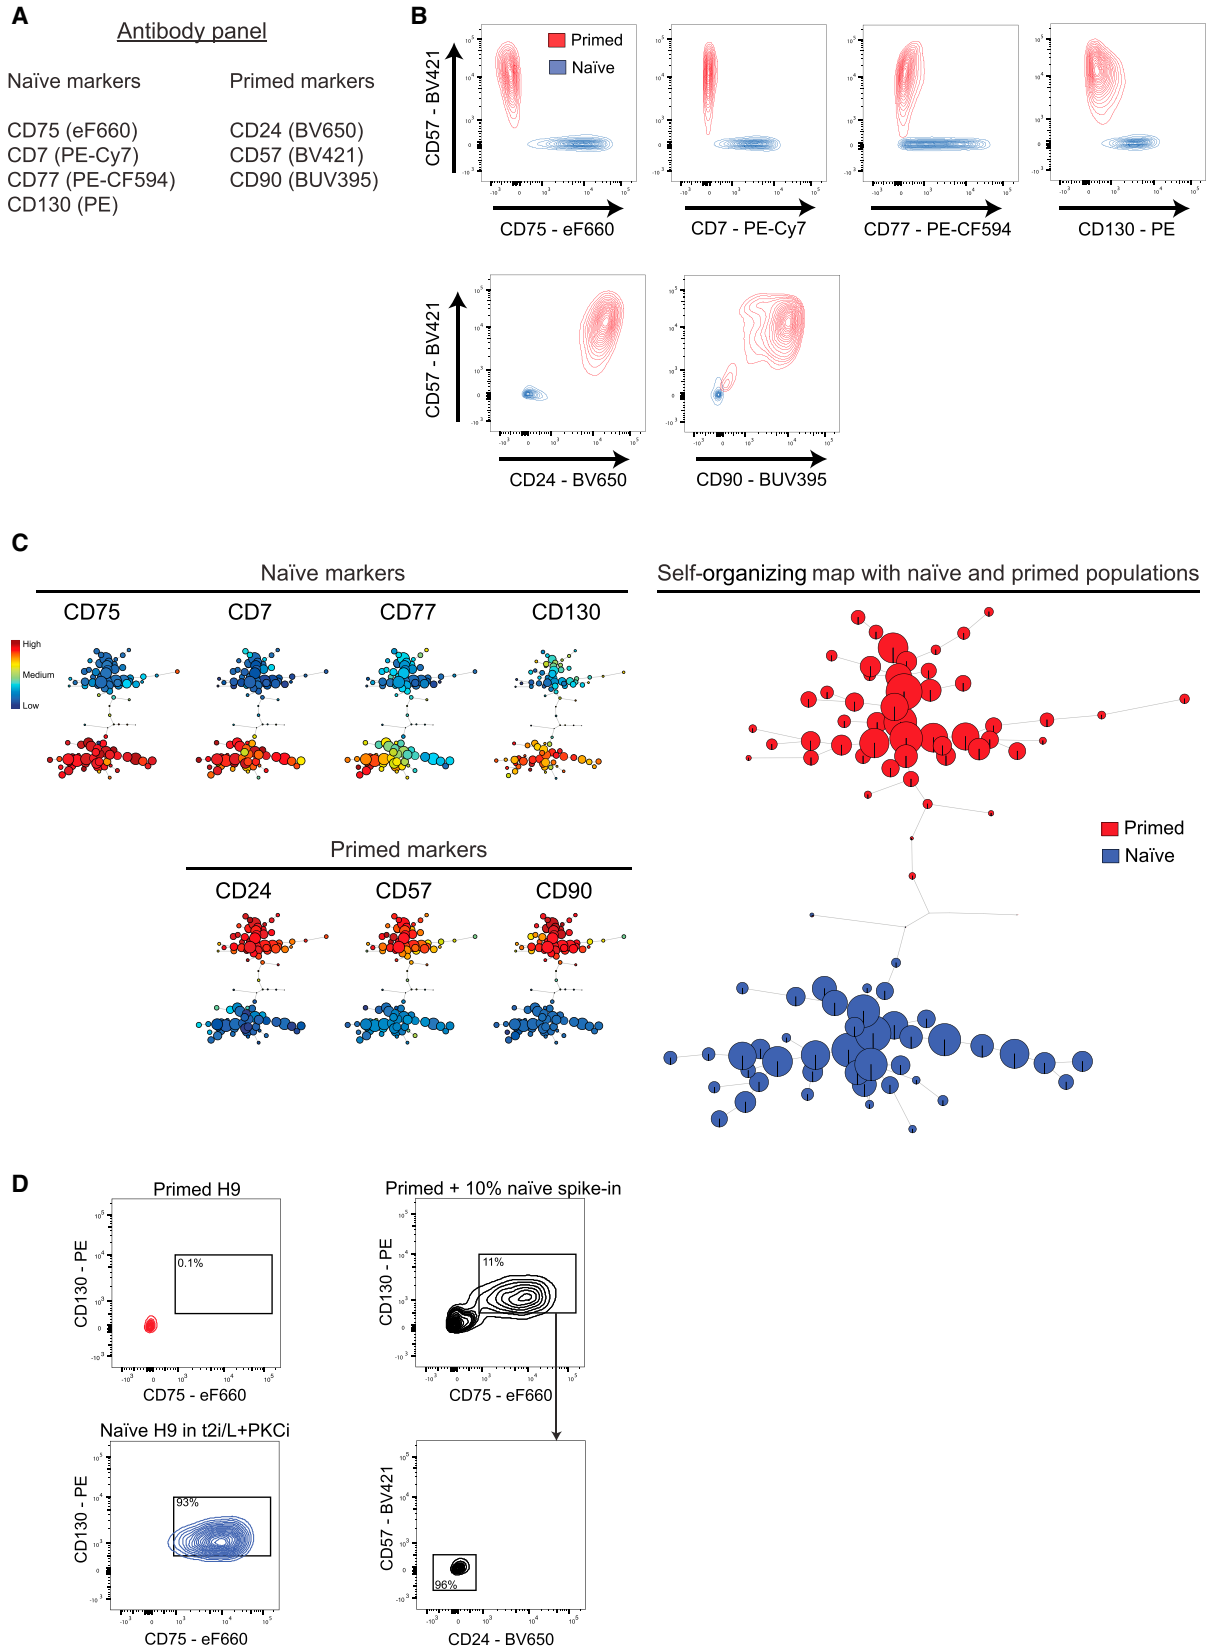 A
Antibody panel
Naïve markers
Primed markers
CD75 (eF660)
CD24 (BV650)
CD7 (PE-Cy7)
CD57 (BV421)
CD77 (PE-CF594)
CD90 (BUV395)
CD130 (PE)
B
Primed
Naïve
CD57 - BV421
CD75 - eF660
CD7 - PE-Cy7
CD77 - PE-CF594
CD130 - PE
CD57 - BV421
CD24 - BV650
CD90 - BUV395
C
Naïve markers
CD75
CD7
CD77
CD130
High
Medium
Low
Primed markers
CD24
CD57
CD90
Self-organizing map with naïve and primed populations
Primed
Naïve
D
Primed H9
0.1%
CD130 - PE
CD75 - eF660
Primed + 10% naïve spike-in
11%
CD130 - PE
CD75 - eF660
Naïve H9 in t2i/L+PKCi
93%
CD130 - PE
CD75 - eF660
CD57 - BV421
96%
CD24 - BV650